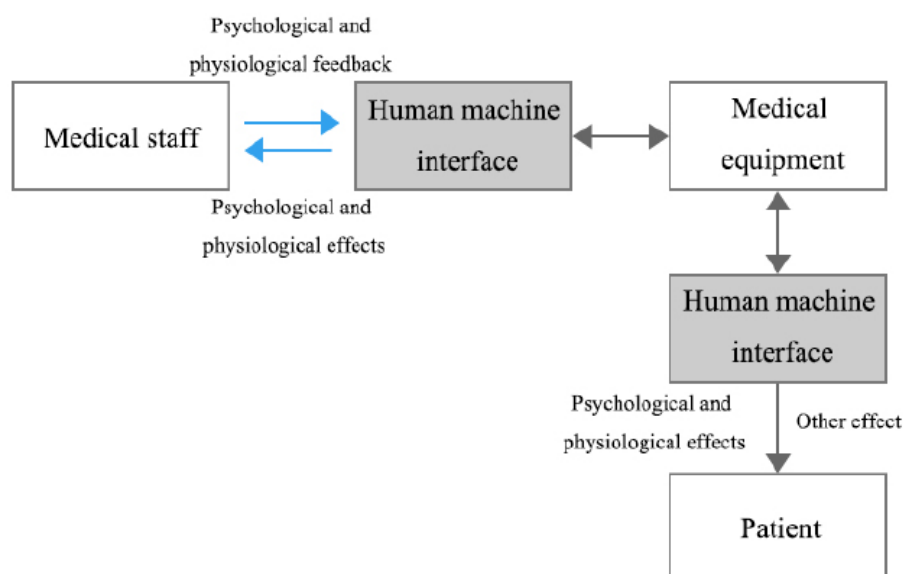 Psychological and
physiological feedback
Medical staff
Human machine
interface
Medical
equipment
Psychological and
physiological effects
Human machine
interface
Psychological and
physiological effects
Other effect
Patient